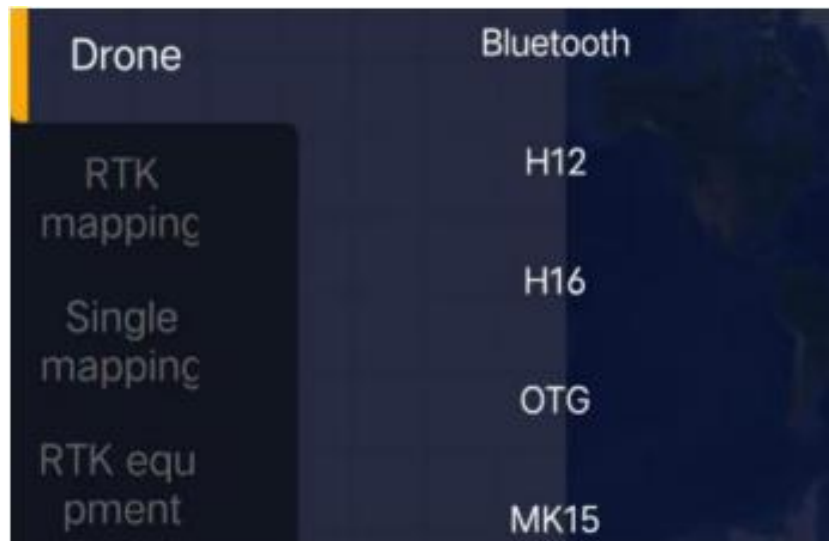 Drone
RTK
mapping
Single
mapping
RTK equ
pment
Bluetooth
H12
H16
OTG
MK15